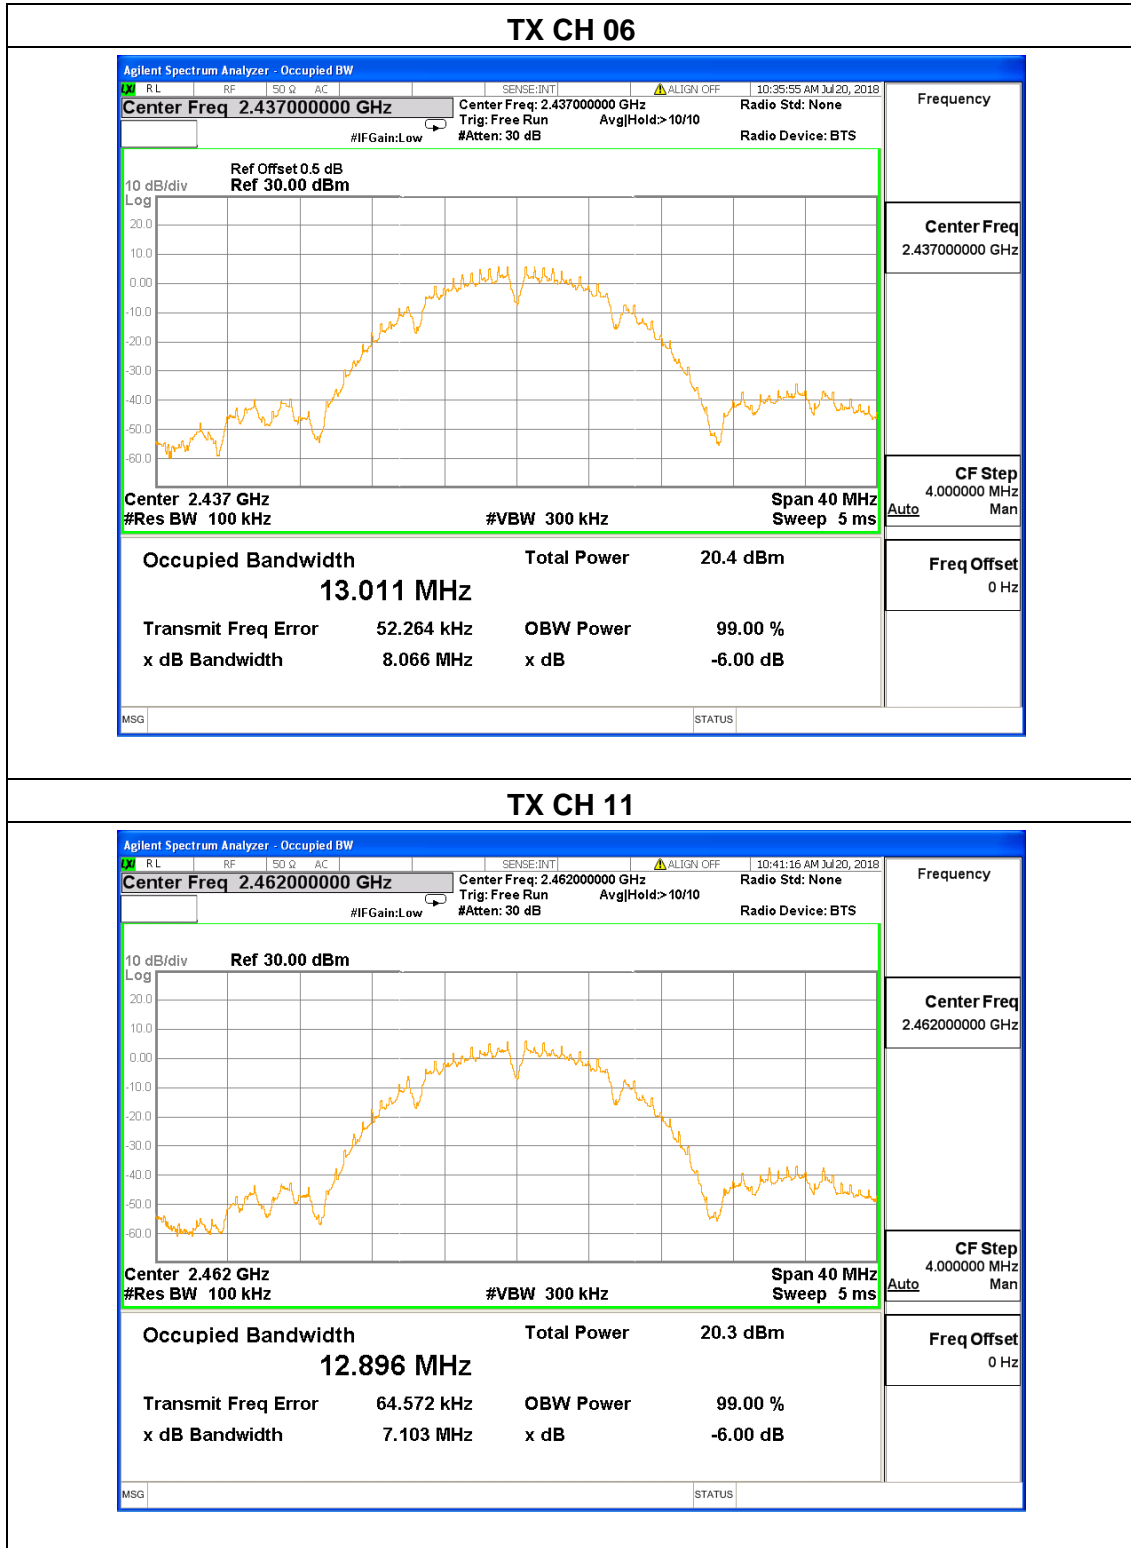 TX CH 06
Agilent Spectrum Analyzer - Occupied BW
LXI RL RF 50 Ω AC SENSE:INT ALIGN OFF 10:35:55 AM Jul 20, 2018
Center Freq 2.437000000 GHz
Center Freq: 2.437000000 GHz Radio Std: None
Trig: Free Run Avg|Hold:>10/10
#IFGain:Low #Atten: 30 dB Radio Device: BTS
Frequency
Ref Offset 0.5 dB
10 dB/div Ref 30.00 dBm
Log
20.0
10.0
0.00
-10.0
-20.0
-30.0
-40.0
-50.0
-60.0
Center Freq
2.437000000 GHz
CF Step
4.000000 MHz
Auto Man
Freq Offset
0 Hz
Center 2.437 GHz Span 40 MHz
#Res BW 100 kHz #VBW 300 kHz Sweep 5 ms
Occupied Bandwidth Total Power 20.4 dBm
13.011 MHz
Transmit Freq Error 52.264 kHz OBW Power 99.00 %
x dB Bandwidth 8.066 MHz x dB -6.00 dB
MSG STATUS
TX CH 11
Agilent Spectrum Analyzer - Occupied BW
LXI RL RF 50 Ω AC SENSE:INT ALIGN OFF 10:41:16 AM Jul 20, 2018
Center Freq 2.462000000 GHz
Center Freq: 2.462000000 GHz Radio Std: None
Trig: Free Run Avg|Hold:>10/10
#IFGain:Low #Atten: 30 dB Radio Device: BTS
Frequency
10 dB/div Ref 30.00 dBm
Log
20.0
10.0
0.00
-10.0
-20.0
-30.0
-40.0
-50.0
-60.0
Center Freq
2.462000000 GHz
CF Step
4.000000 MHz
Auto Man
Freq Offset
0 Hz
Center 2.462 GHz Span 40 MHz
#Res BW 100 kHz #VBW 300 kHz Sweep 5 ms
Occupied Bandwidth Total Power 20.3 dBm
12.896 MHz
Transmit Freq Error 64.572 kHz OBW Power 99.00 %
x dB Bandwidth 7.103 MHz x dB -6.00 dB
MSG STATUS